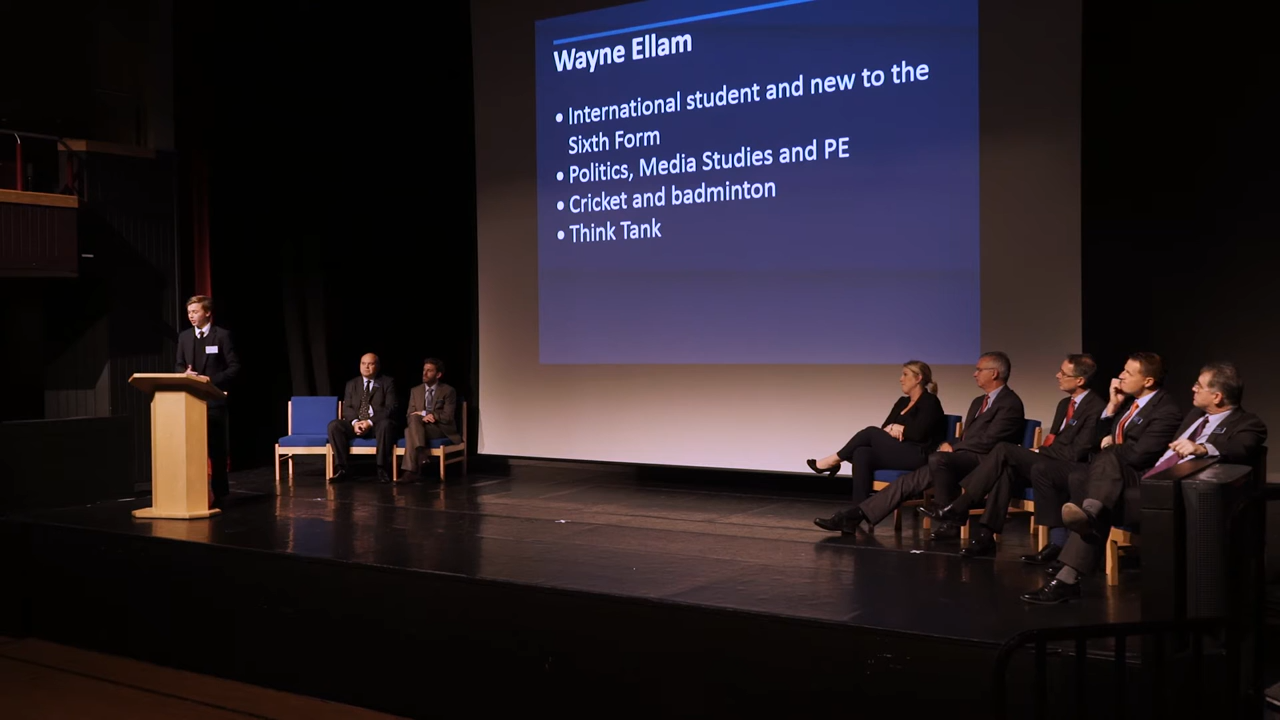 Wayne Ellam
• International student and new to the
Sixth Form
• Politics, Media Studies and PE
• Cricket and badminton
• Think Tank